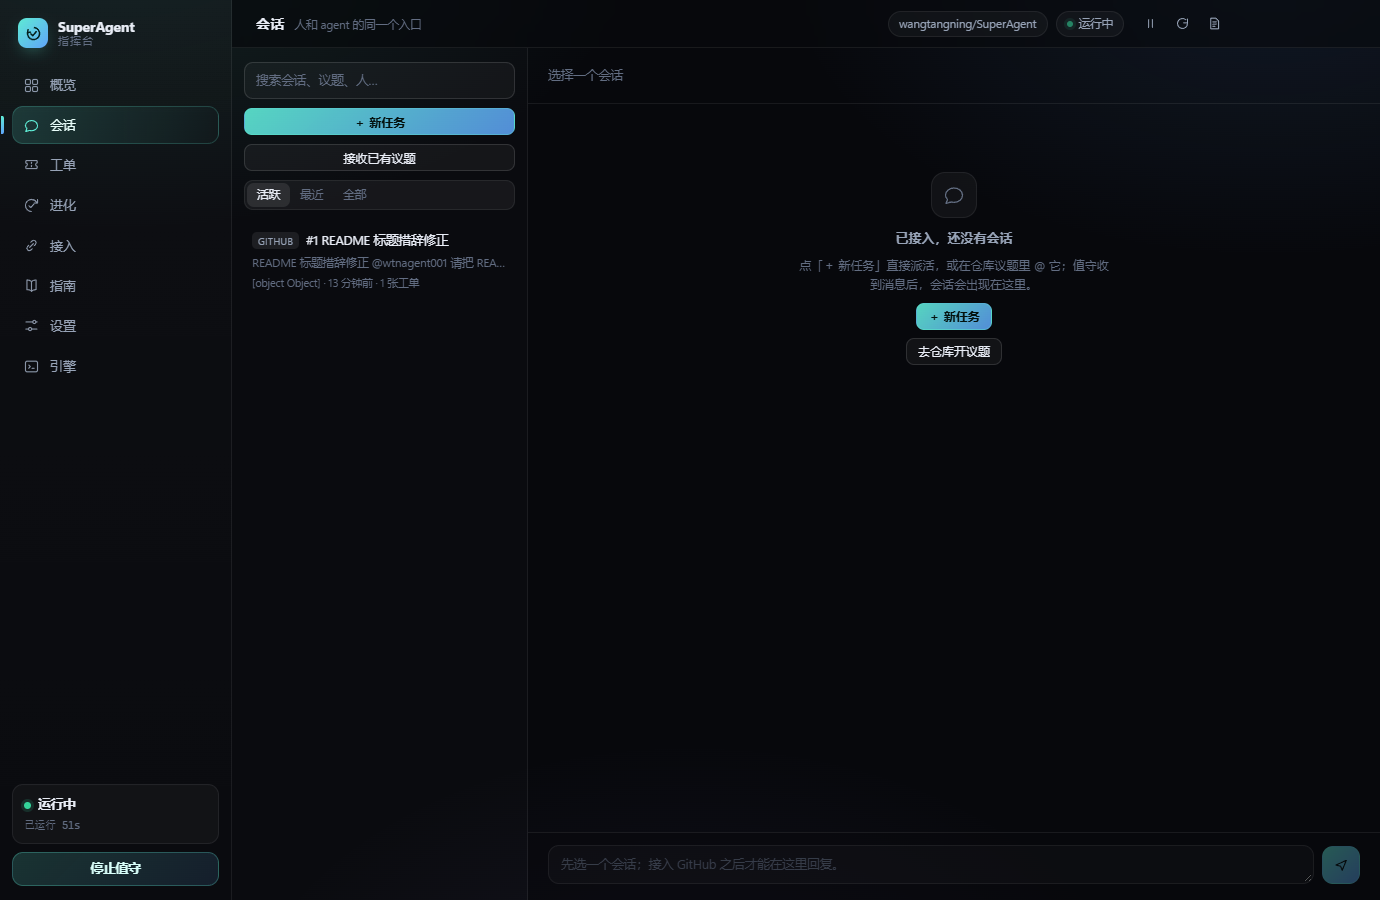 SuperAgent
指挥台
概览
会话
工单
进化
接入
指南
设置
引擎
运行中
已运行 51s
停止值守
会话 人和 agent 的同一个入口
wangtangning/SuperAgent
运行中
搜索会话、议题、人...
+ 新任务
接收已有议题
活跃 最近 全部
GITHUB #1 README 标题措辞修正
README 标题措辞修正 @wtnagent001 请把 REA...
[object Object] · 13 分钟前 · 1 张工单
选择一个会话
已接入，还没有会话
点「+ 新任务」直接派活，或在仓库议题里 @ 它；值守收
到消息后，会话会出现在这里。
+ 新任务
去仓库开议题
先选一个会话；接入 GitHub 之后才能在这里回复。